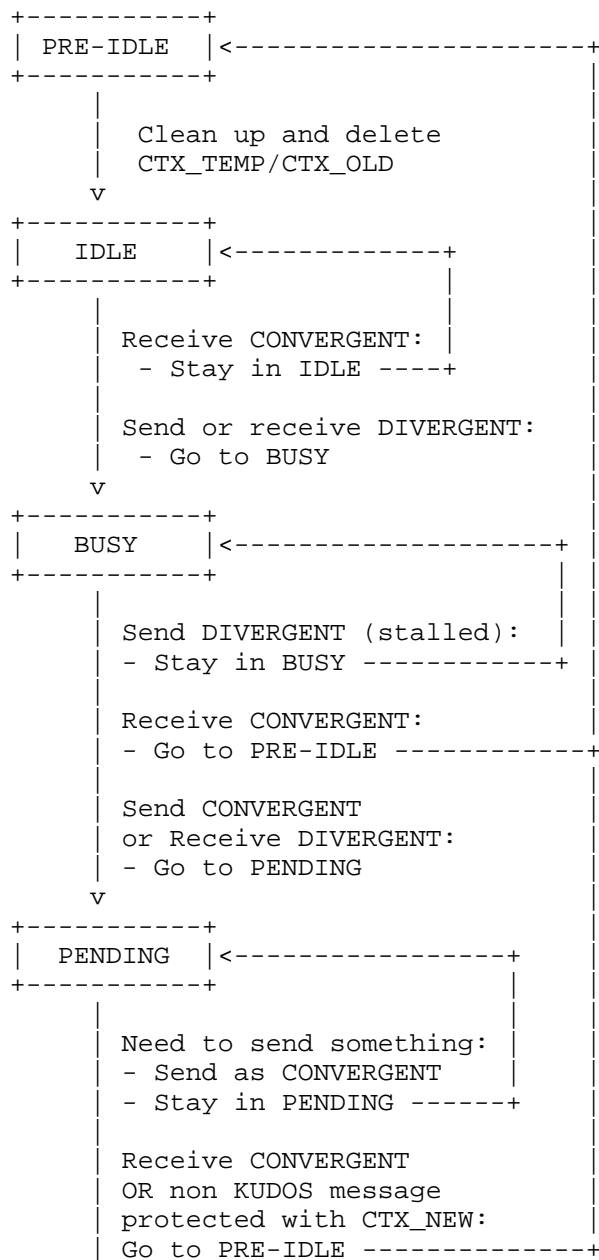 PRE-IDLE
Clean up and delete
CTX_TEMP/CTX_OLD
IDLE
Receive CONVERGENT:
- Stay in IDLE
Send or receive DIVERGENT:
- Go to BUSY
BUSY
Send DIVERGENT (stalled):
- Stay in BUSY
Receive CONVERGENT:
- Go to PRE-IDLE
Send CONVERGENT
or Receive DIVERGENT:
- Go to PENDING
PENDING
Need to send something:
- Send as CONVERGENT
- Stay in PENDING
Receive CONVERGENT
OR non KUDOS message
protected with CTX_NEW:
Go to PRE-IDLE